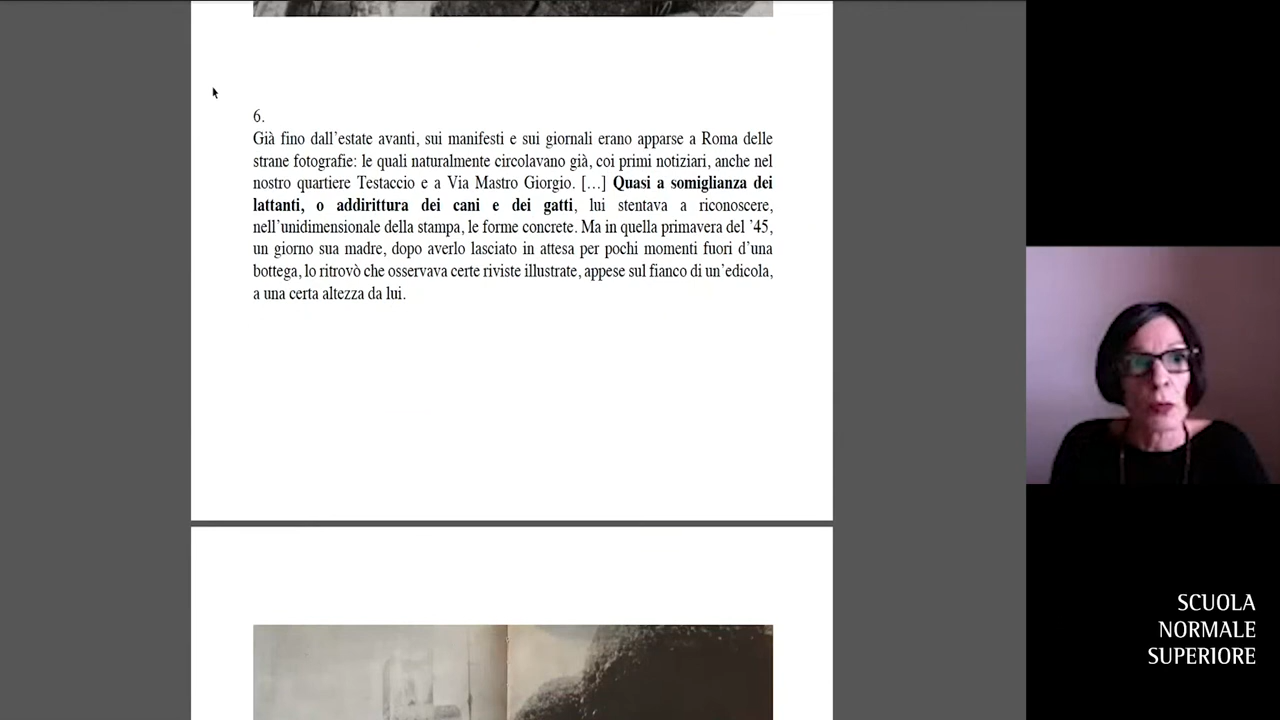 6.
Già fino dall’estate avanti, sui manifesti e sui giornali erano apparse a Roma delle
strane fotografie: le quali naturalmente circolavano già, coi primi notiziari, anche nel
nostro quartiere Testaccio e a Via Mastro Giorgio. […] Quasi a somiglianza dei
lattanti, o addirittura dei cani e dei gatti, lui stentava a riconoscere,
nell’unidimensionale della stampa, le forme concrete. Ma in quella primavera del ’45,
un giorno sua madre, dopo averlo lasciato in attesa per pochi momenti fuori d’una
bottega, lo ritrovò che osservava certe riviste illustrate, appese sul fianco di un’edicola,
a una certa altezza da lui.
SCUOLA
NORMALE
SUPERIORE